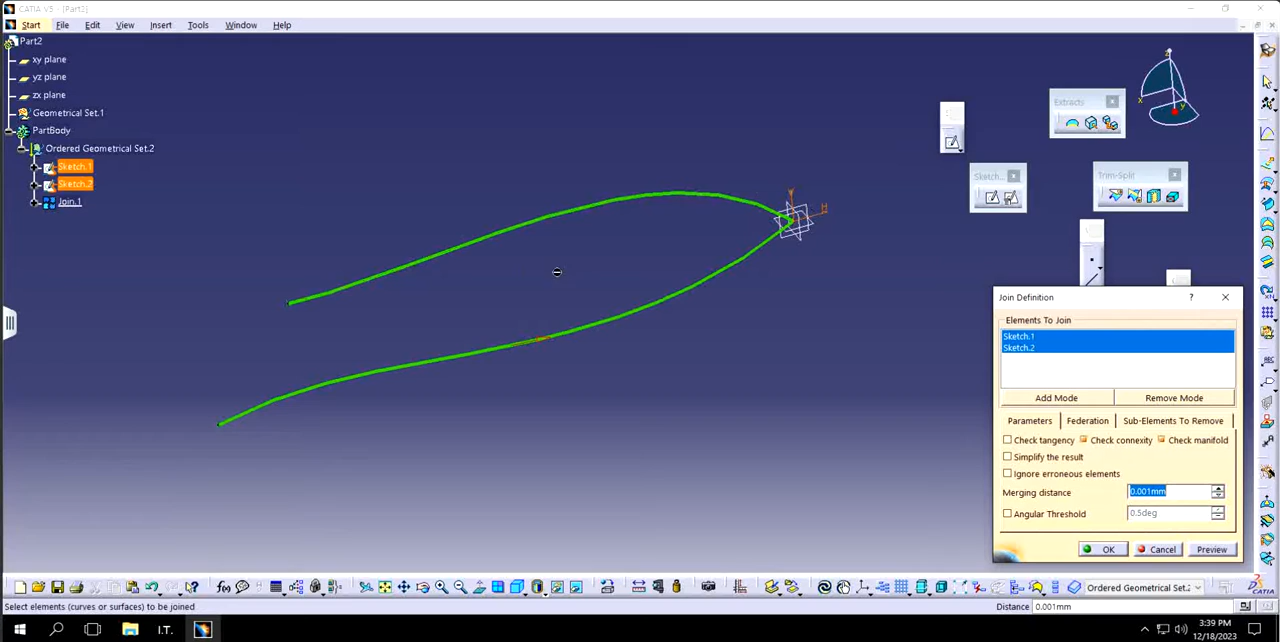 CATIA V5 - [Part2]
Start File Edit View Insert Tools Window Help
Part2
xy plane
yz plane
zx plane
Geometrical Set.1
PartBody
Ordered Geometrical Set.2
Sketch.1
Sketch.2
Join.1
z
x
y
Extracts
Sketch...
Trim-Split
V
H
Join Definition
? X
Elements To Join
Sketch.1
Sketch.2
Add Mode Remove Mode
Parameters Federation Sub-Elements To Remove
Check tangency Check connexity Check manifold
Simplify the result
Ignore erroneous elements
Merging distance 0.001mm
Angular Threshold 0.5deg
OK Cancel Preview
f(x)
Ordered Geometrical Set.2
CATIA
Select elements (curves or surfaces) to be joined
Distance 0.001mm
I.T.
3:39 PM
12/18/2023